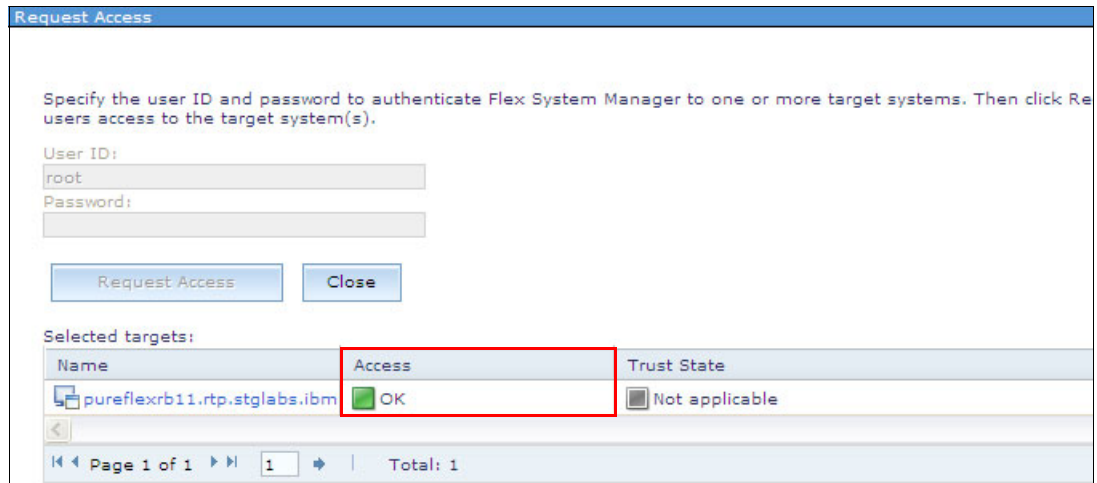 Request Access
Specify the user ID and password to authenticate Flex System Manager to one or more target systems. Then click Re
users access to the target system(s).
User ID:
root
Password:
Request Access Close
Selected targets:
Name Access Trust State
pureflexrb11.rtp.stglabs.ibm OK Not applicable
Page 1 of 1 1 Total: 1